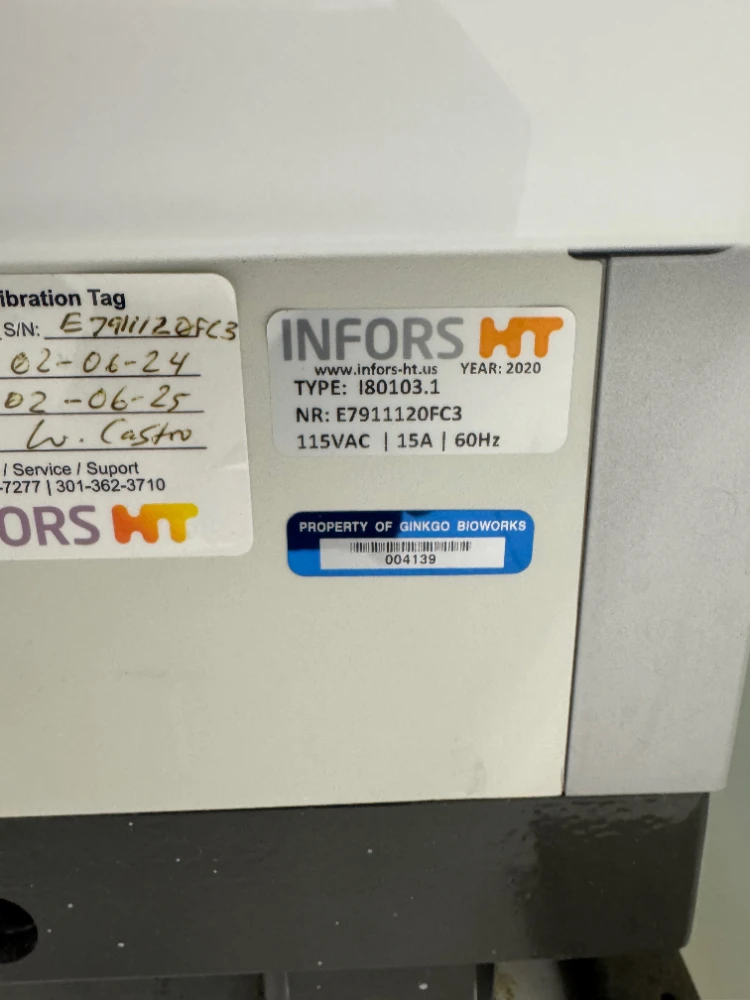 ibration Tag
S/N: E7911120FC3
02-06-24
02-06-25
W. Castro
/ Service / Suport
-7277 | 301-362-3710
FORS HT
INFORS HT
www.infors-ht.us YEAR: 2020
TYPE: I80103.1
NR: E7911120FC3
115VAC | 15A | 60Hz
PROPERTY OF GINKGO BIOWORKS
004139